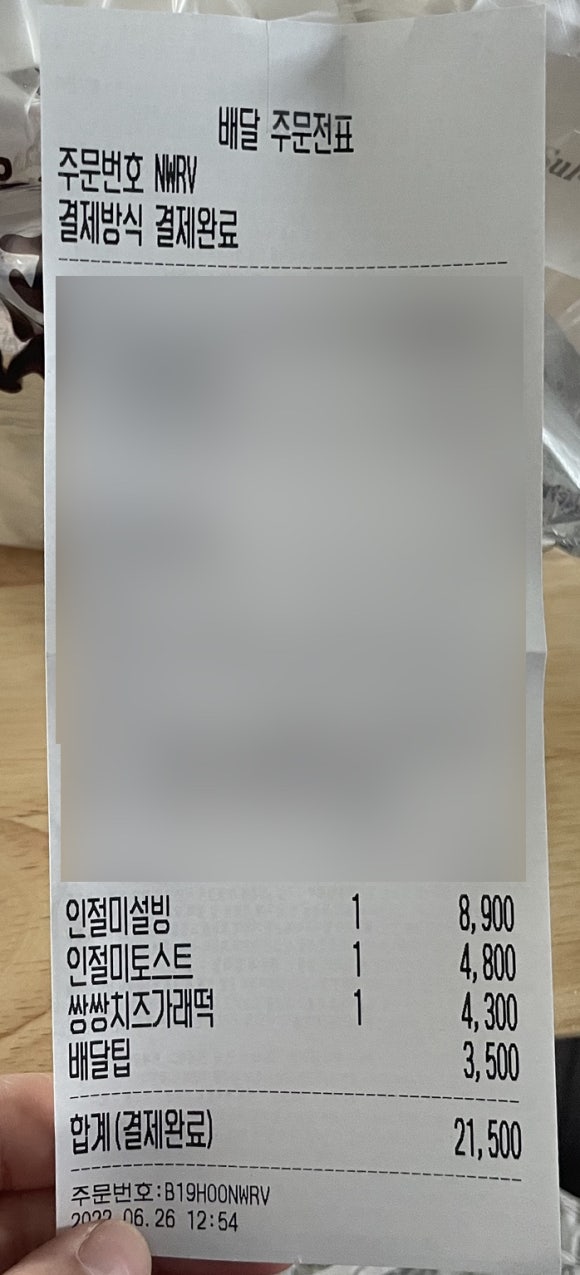 배달 주문전표
주문번호 NWRV
결제방식 결제완료
인절미설빙 1 8,900
인절미토스트 1 4,800
쌍쌍치즈가래떡 1 4,300
배달팁 3,500
합계(결제완료) 21,500
주문번호:B19H00NWRV
06.26 12:54